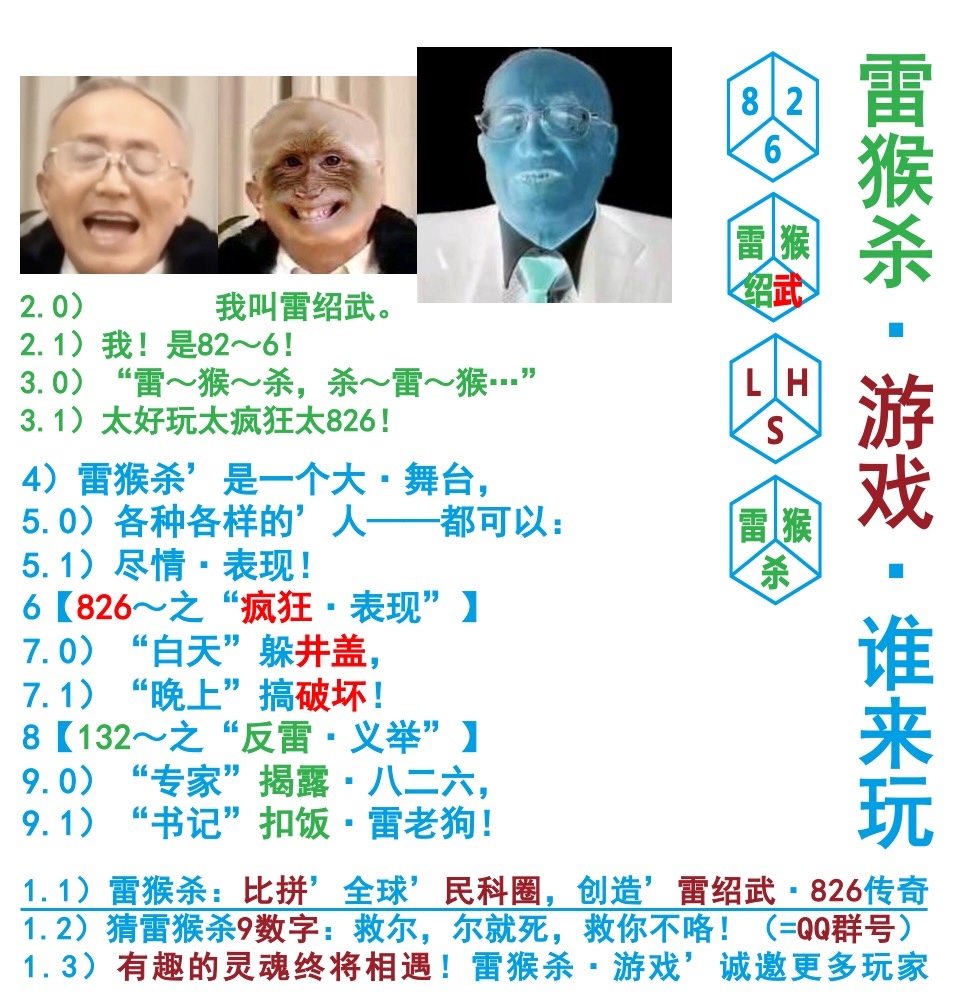 2.0) 我叫雷绍武。
2.1) 我！是82～6！
3.0) “雷～猴～杀，杀～雷～猴…”
3.1) 太好玩太疯狂太826！
4) 雷猴杀’是一个大·舞台，
5.0) 各种各样的’人——都可以：
5.1) 尽情·表现！
6【826～之“疯狂·表现”】
7.0) “白天”躲井盖，
7.1) “晚上”搞破坏！
8【132～之“反雷·义举”】
9.0) “专家”揭露·八二六，
9.1) “书记”扣饭·雷老狗！
8 2
6
雷 猴
绍武
L H
S
雷 猴
杀
雷猴杀·游戏·谁来玩
1.1) 雷猴杀：比拼’全球’民科圈，创造’雷绍武·826传奇
1.2) 猜雷猴杀9数字：救尔，尔就死，救你不咯！（=QQ群号）
1.3) 有趣的灵魂终将相遇！雷猴杀·游戏’诚邀更多玩家